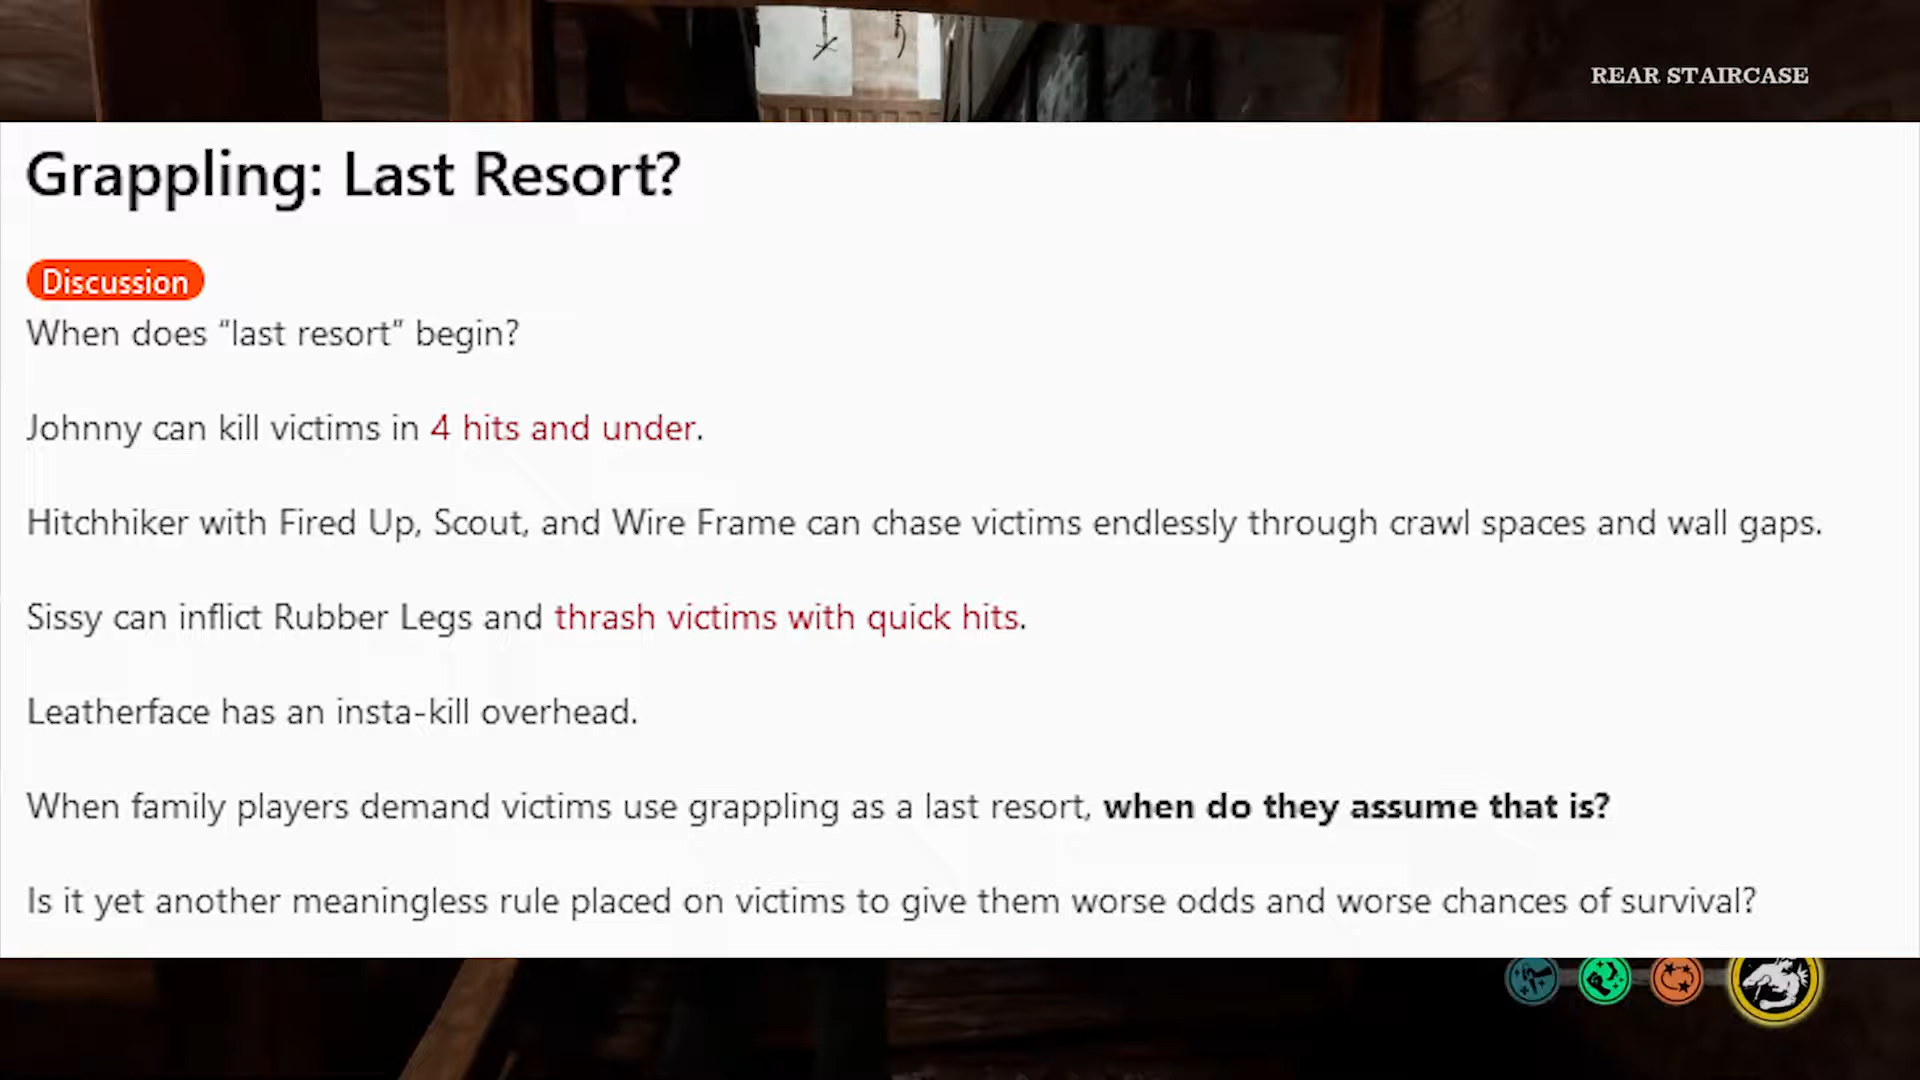 REAR STAIRCASE
Grappling: Last Resort?
Discussion
When does “last resort” begin?
Johnny can kill victims in 4 hits and under.
Hitchhiker with Fired Up, Scout, and Wire Frame can chase victims endlessly through crawl spaces and wall gaps.
Sissy can inflict Rubber Legs and thrash victims with quick hits.
Leatherface has an insta-kill overhead.
When family players demand victims use grappling as a last resort, when do they assume that is?
Is it yet another meaningless rule placed on victims to give them worse odds and worse chances of survival?